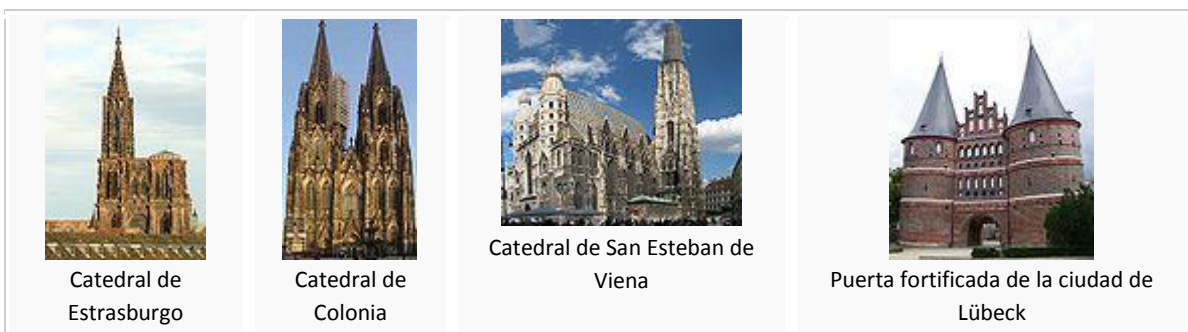 Catedral de
Estrasburgo
Catedral de
Colonia
Catedral de San Esteban de
Viena
Puerta fortificada de la ciudad de
Lübeck